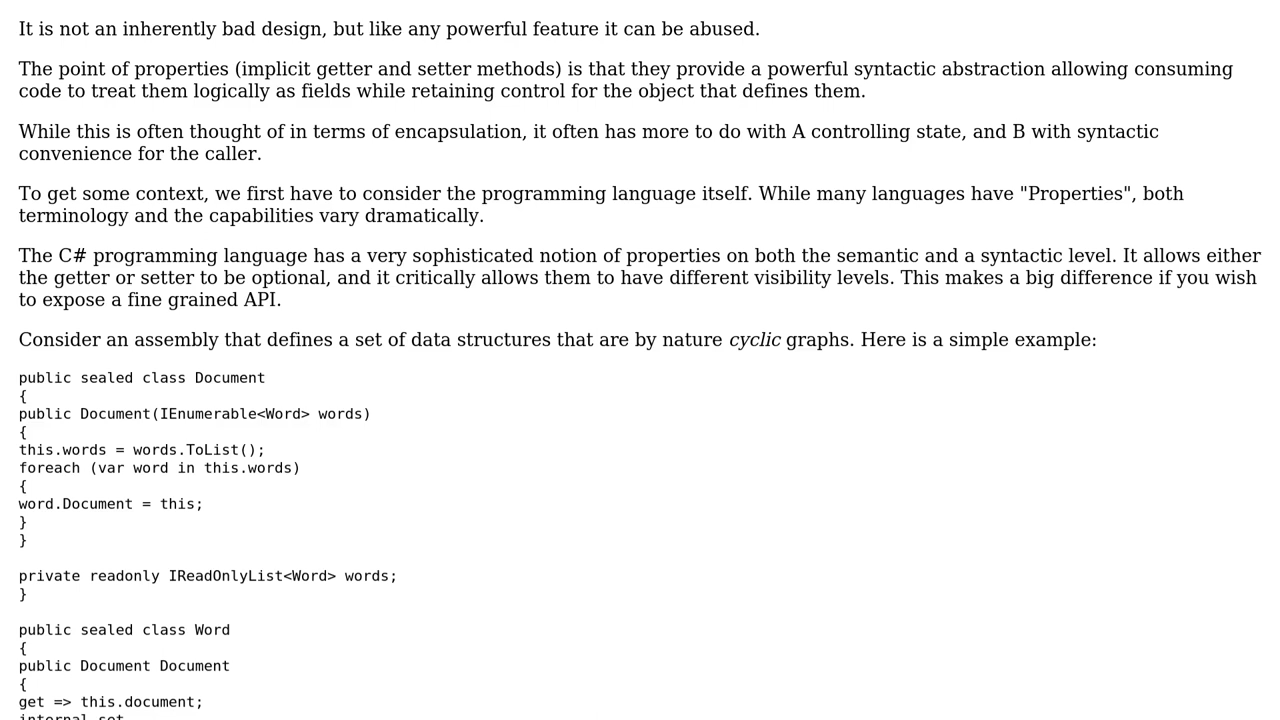 It is not an inherently bad design, but like any powerful feature it can be abused.
The point of properties (implicit getter and setter methods) is that they provide a powerful syntactic abstraction allowing consuming
code to treat them logically as fields while retaining control for the object that defines them.
While this is often thought of in terms of encapsulation, it often has more to do with A controlling state, and B with syntactic
convenience for the caller.
To get some context, we first have to consider the programming language itself. While many languages have "Properties", both
terminology and the capabilities vary dramatically.
The C# programming language has a very sophisticated notion of properties on both the semantic and a syntactic level. It allows either
the getter or setter to be optional, and it critically allows them to have different visibility levels. This makes a big difference if you wish
to expose a fine grained API.
Consider an assembly that defines a set of data structures that are by nature cyclic graphs. Here is a simple example:
public sealed class Document
{
public Document(IEnumerable<Word> words)
{
this.words = words.ToList();
foreach (var word in this.words)
{
word.Document = this;
}
}
private readonly IReadOnlyList<Word> words;
}
public sealed class Word
{
public Document Document
{
get => this.document;
internal set